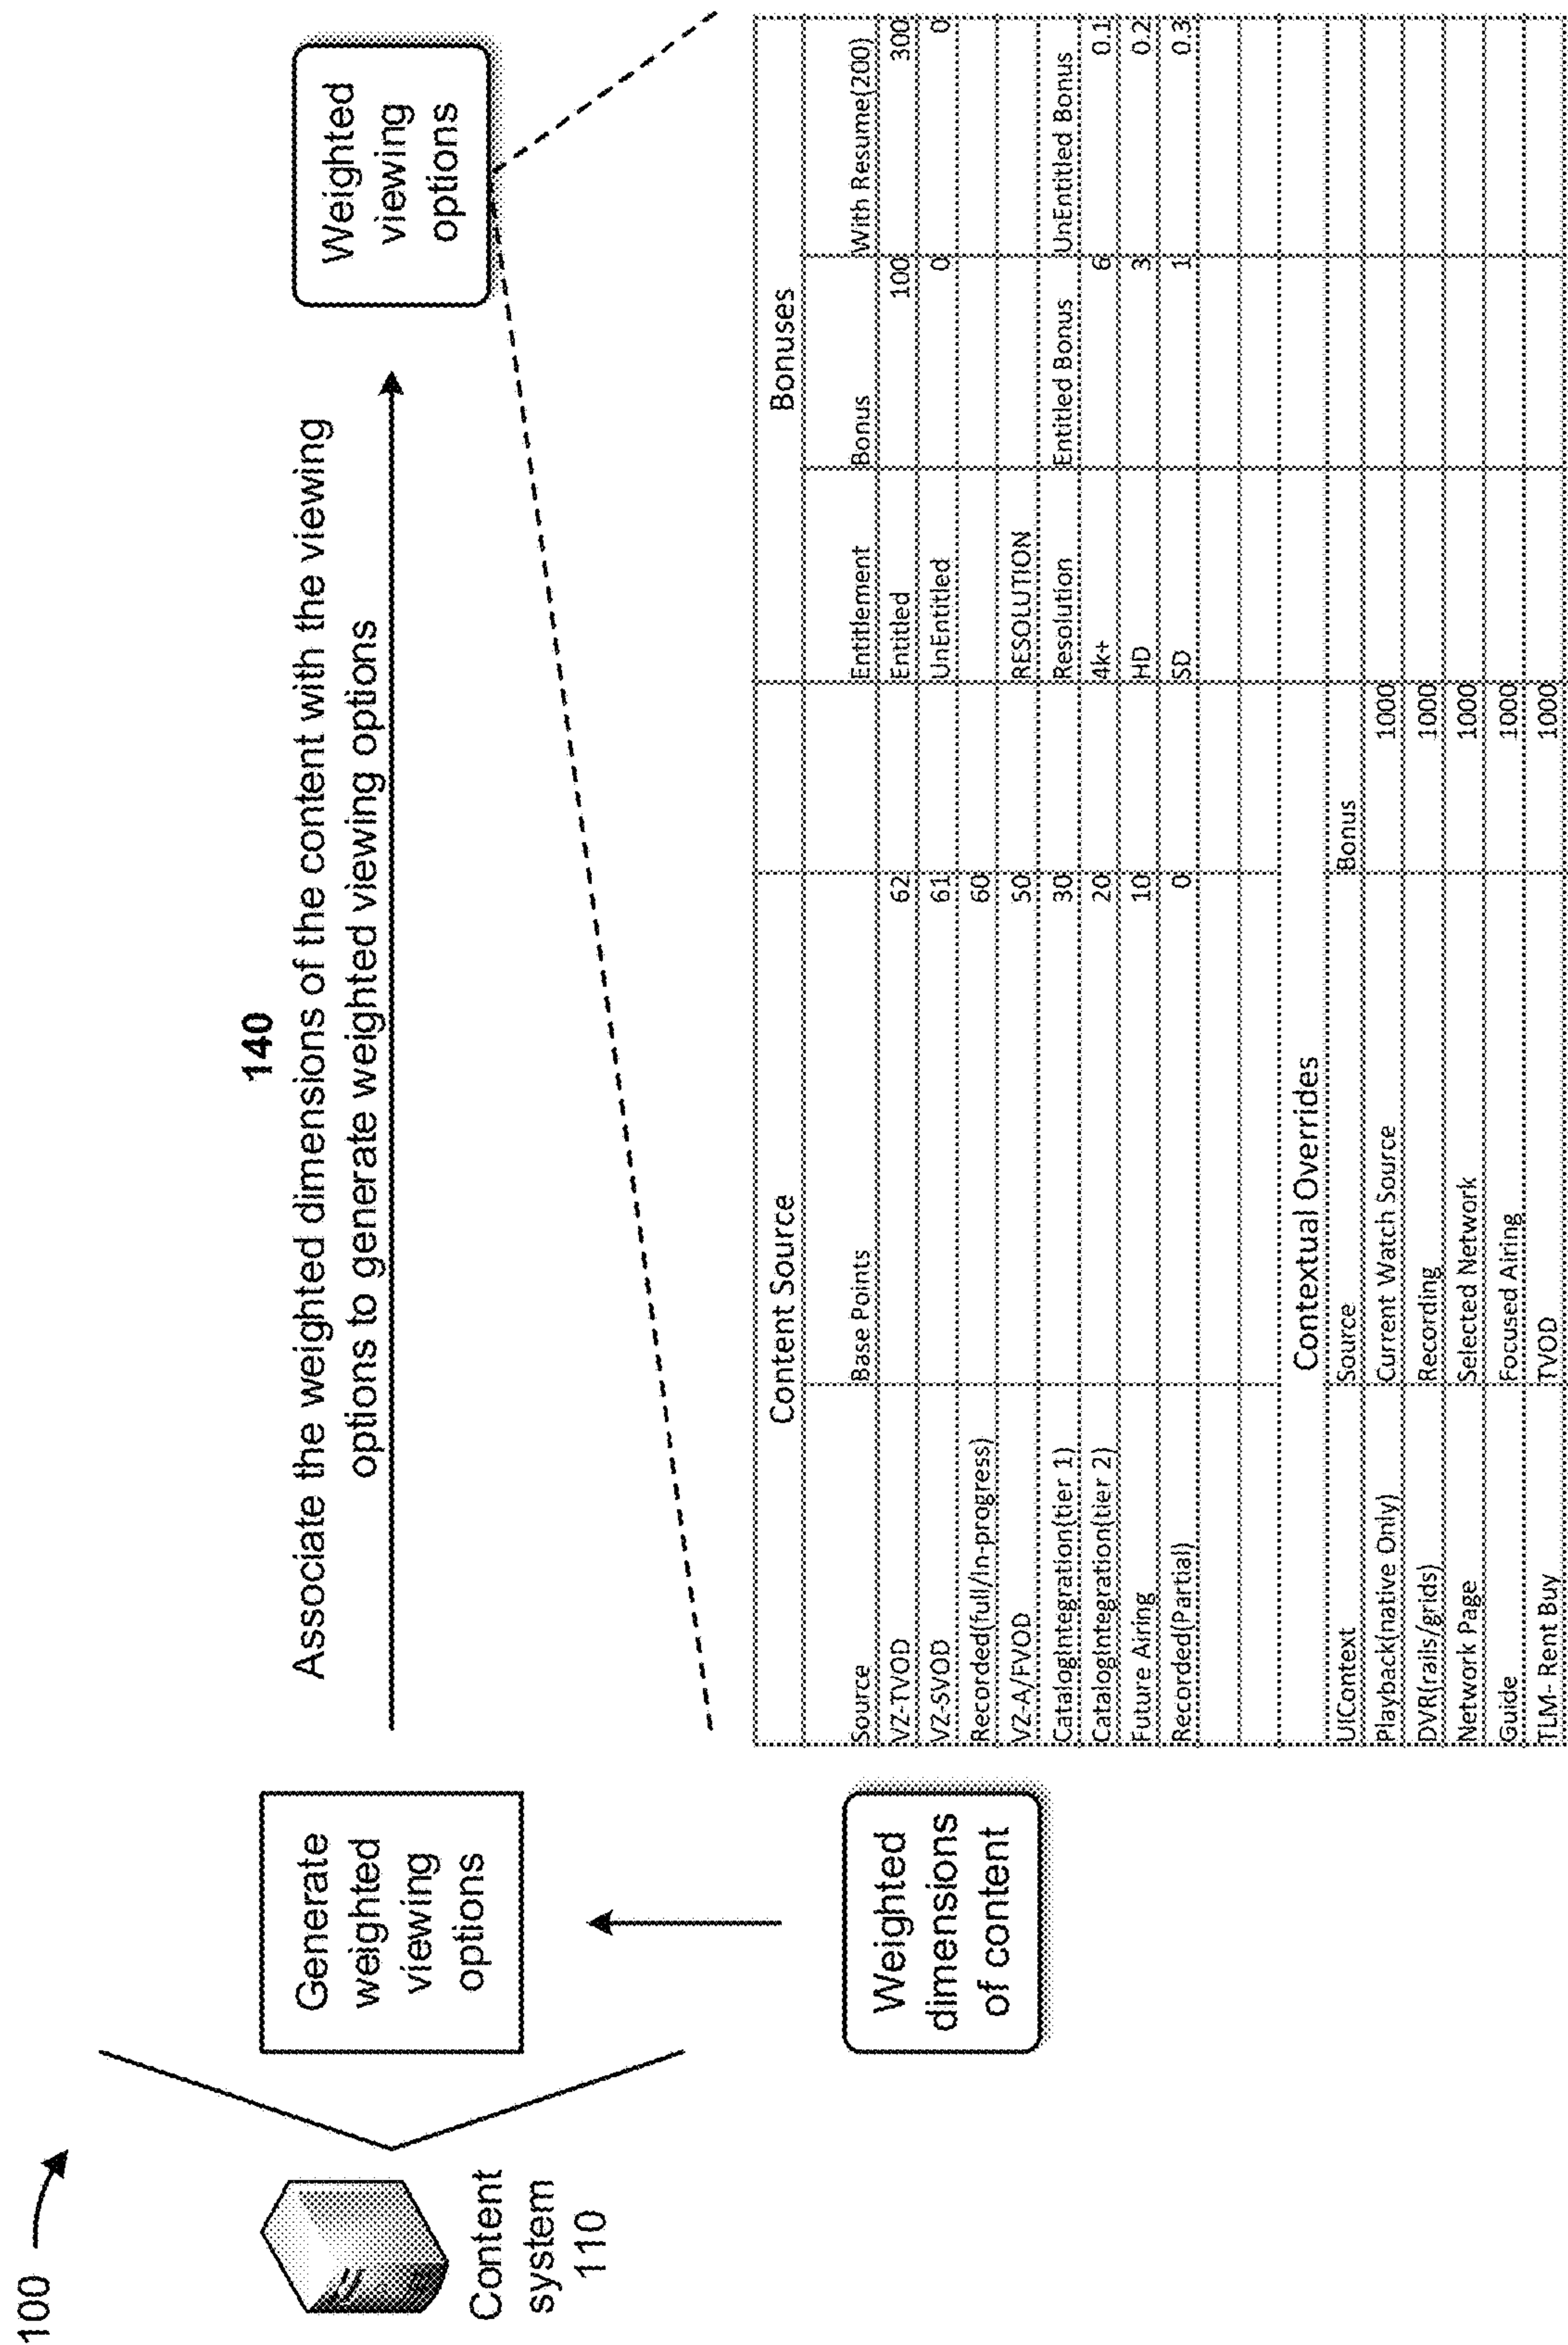 100
140
Associate the weighted dimensions of the content with the viewing
options to generate weighted viewing options
Content
system
110
Generate
weighted
viewing
options
Weighted
dimensions
of content
Weighted
viewing
options
Content Source Bonuses
Source Base Points Entitlement Bonus With Resume(200)
VZ-TVOD 62 Entitled 100 300
VZ-SVOD 61 UnEntitled 0 0
Recorded(full/in-progress) 60
VZ-A/FVOD 50 RESOLUTION
CatalogIntegration(tier 1) 30 Resolution Entitled Bonus UnEntitled Bonus
CatalogIntegration(tier 2) 20 4k+ 6 0.1
Future Airing 10 HD 3 0.2
Recorded(Partial) 0 SD 1 0.3
Contextual Overrides
UIContext Source Bonus
Playback(native Only) Current Watch Source 1000
DVR(rails/grids) Recording 1000
Network Page Selected Network 1000
Guide Focused Airing 1000
TLM- Rent Buy TVOD 1000